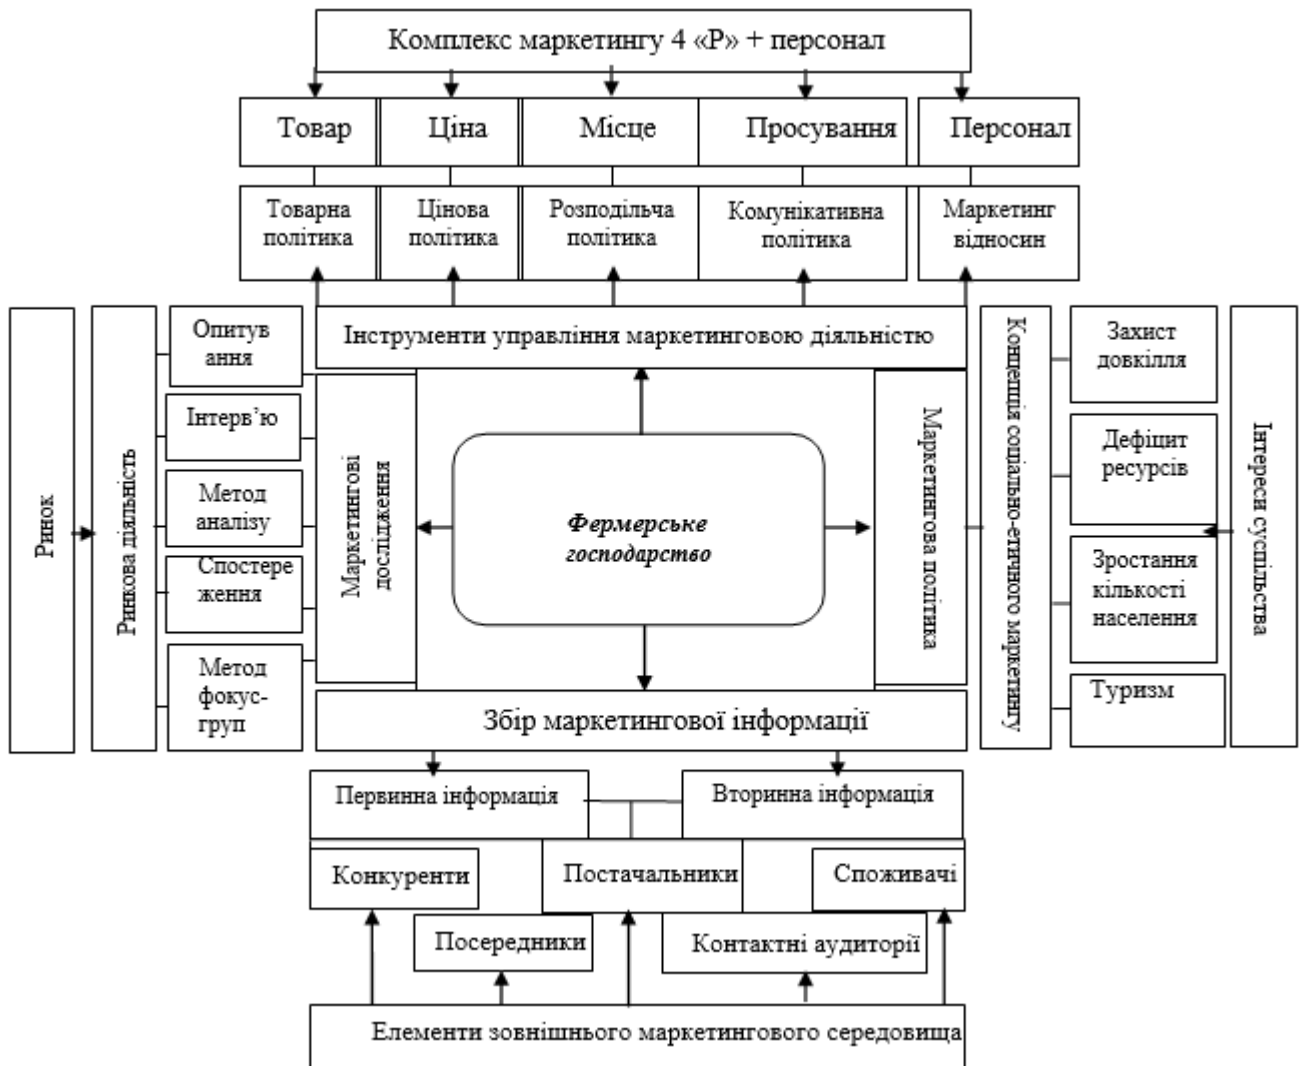 Комплекс маркетингу 4 «Р» + персонал
Товар
Ціна
Місце
Просування
Персонал
Товарна
політика
Цінова
політика
Розподільча
політика
Комунікативна
політика
Маркетинг
відносин
Ринок
Ринкова діяльність
Опитув
ання
Інтерв’ю
Метод
аналізу
Спостере
ження
Метод
фокус-
груп
Маркетингові
дослідження
Інструменти управління маркетинговою діяльністю
Фермерське
господарство
Маркетингова політика
Концепція соціально-етичного маркетингу
Захист
довкілля
Дефіцит
ресурсів
Зростання
кількості
населення
Туризм
Інтереси суспільства
Збір маркетингової інформації
Первинна інформація
Вторинна інформація
Конкуренти
Постачальники
Споживачі
Посередники
Контактні аудиторії
Елементи зовнішнього маркетингового середовища